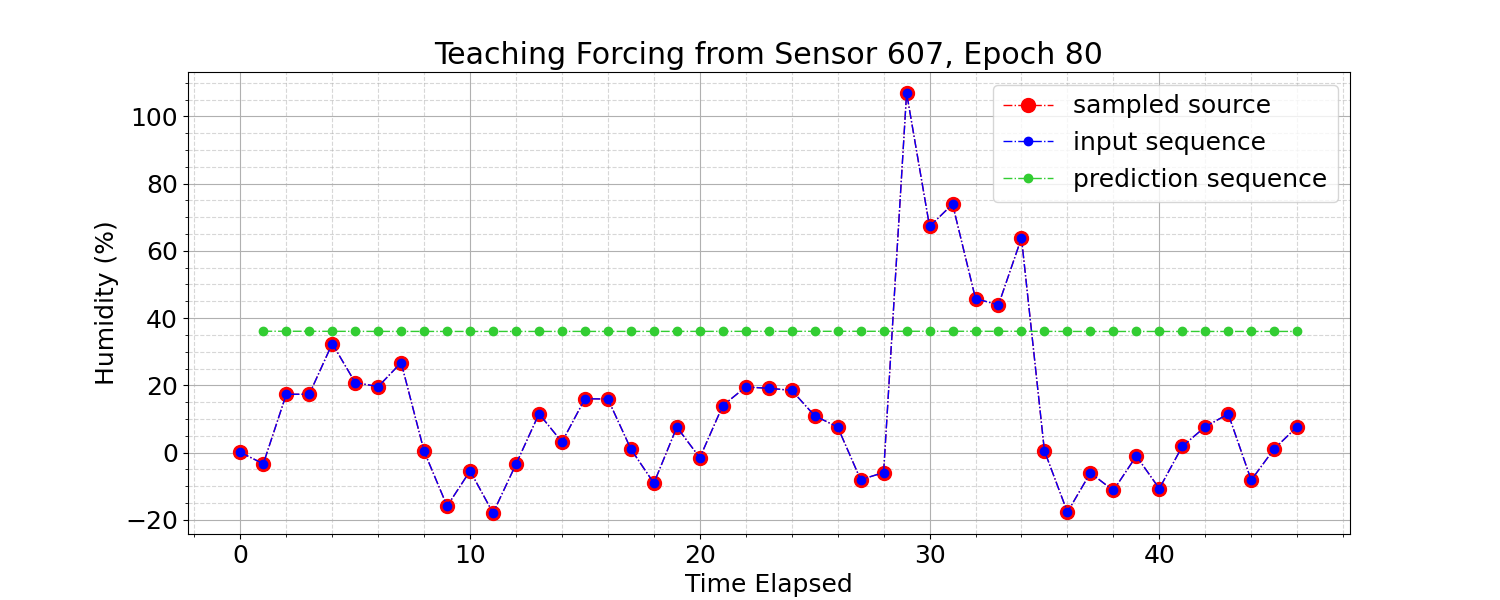 Teaching Forcing from Sensor 607, Epoch 80
100
80
60
40
20
0
−20
Humidity (%)
sampled source
input sequence
prediction sequence
0 10 20 30 40
Time Elapsed